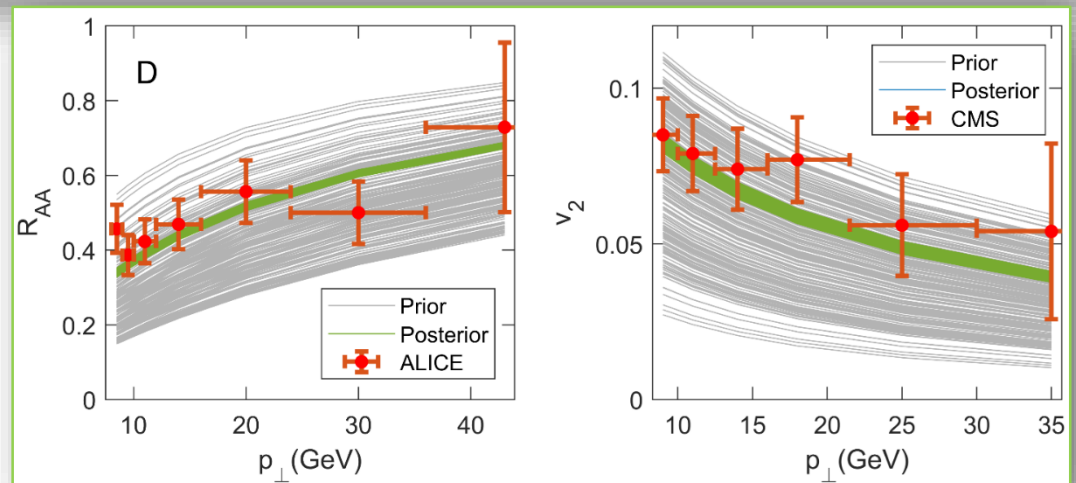 D
R_AA
1
0.8
0.6
0.4
0.2
0
10 20 30 40
p_⊥(GeV)
Prior
Posterior
ALICE
v_2
0.1
0.05
0
10 15 20 25 30 35
p_⊥(GeV)
Prior
Posterior
CMS